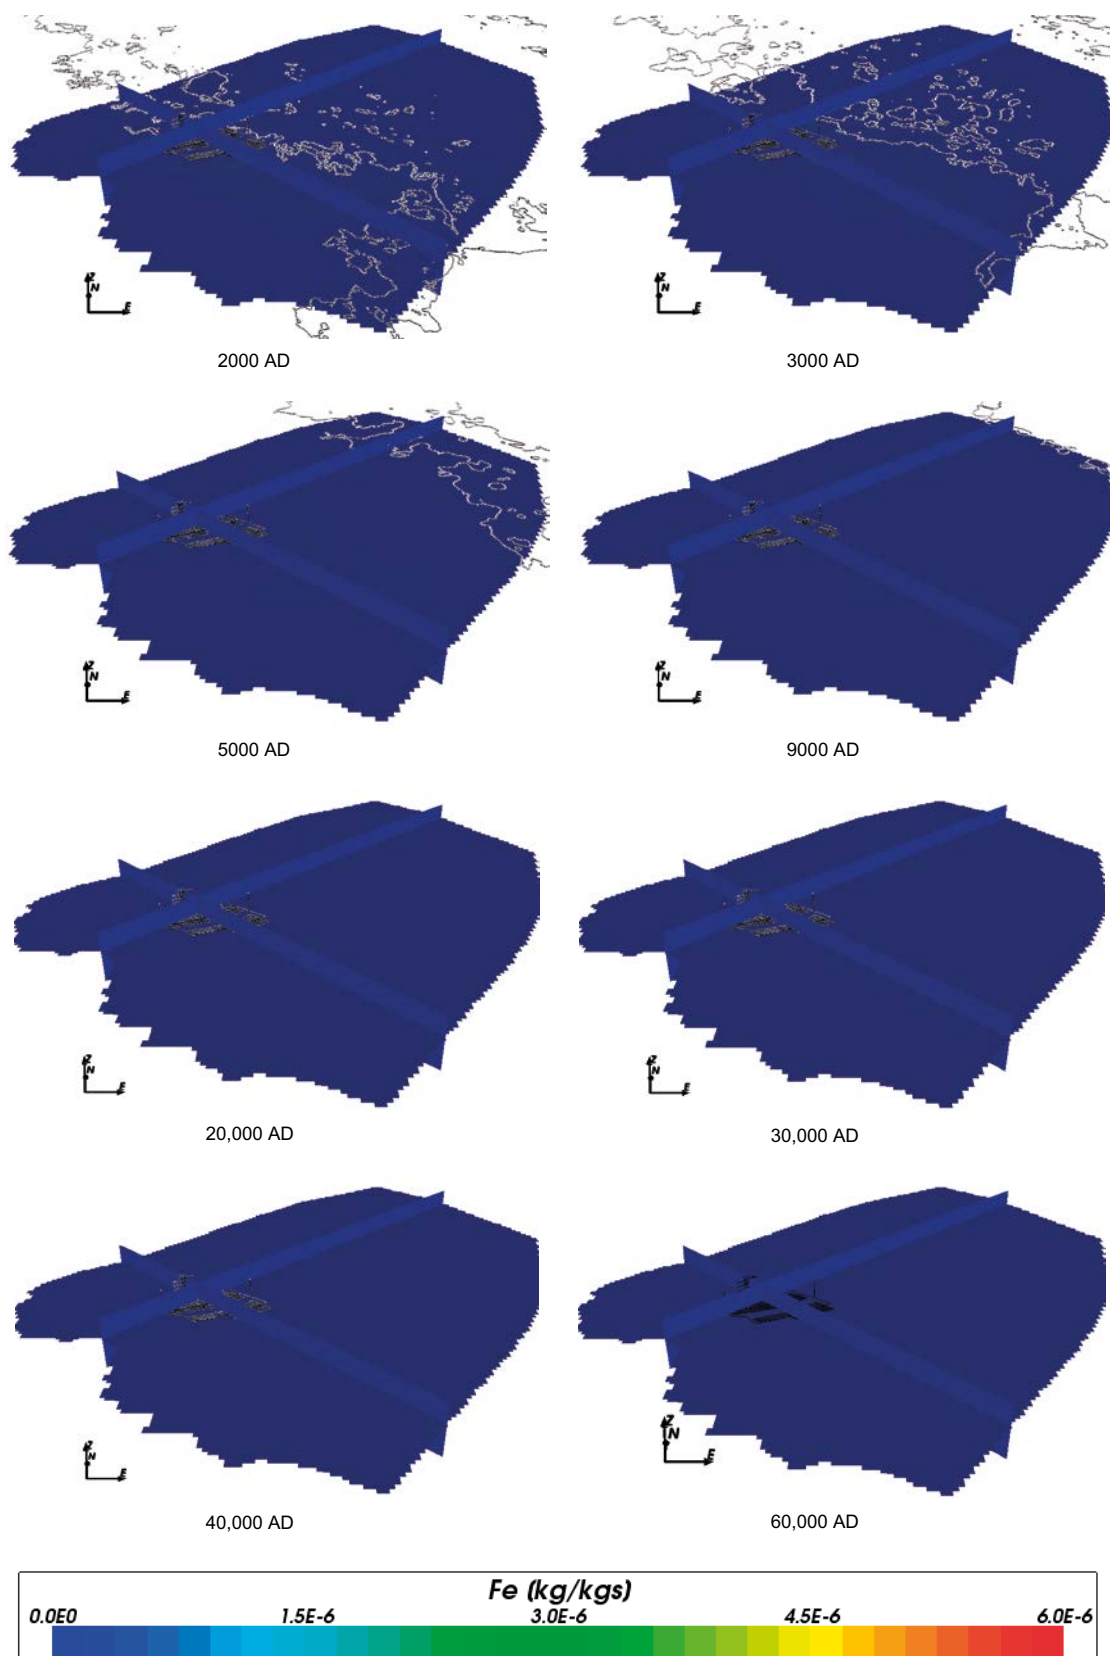 Z
N
E
Z
N
E
2000 AD
3000 AD
Z
N
E
Z
N
E
5000 AD
9000 AD
Z
N
E
Z
N
E
20,000 AD
30,000 AD
Z
N
E
Z
N
E
40,000 AD
60,000 AD
Fe (kg/kgs)
0.0E0 1.5E-6 3.0E-6 4.5E-6 6.0E-6